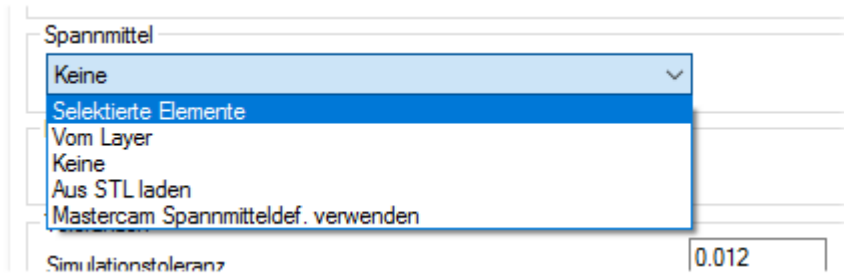 Spannmittel
Keine
Selektierte Elemente
Vom Layer
Keine
Aus STL laden
Mastercam Spannmitteldef. verwenden
Simulationstoleranz 0.012